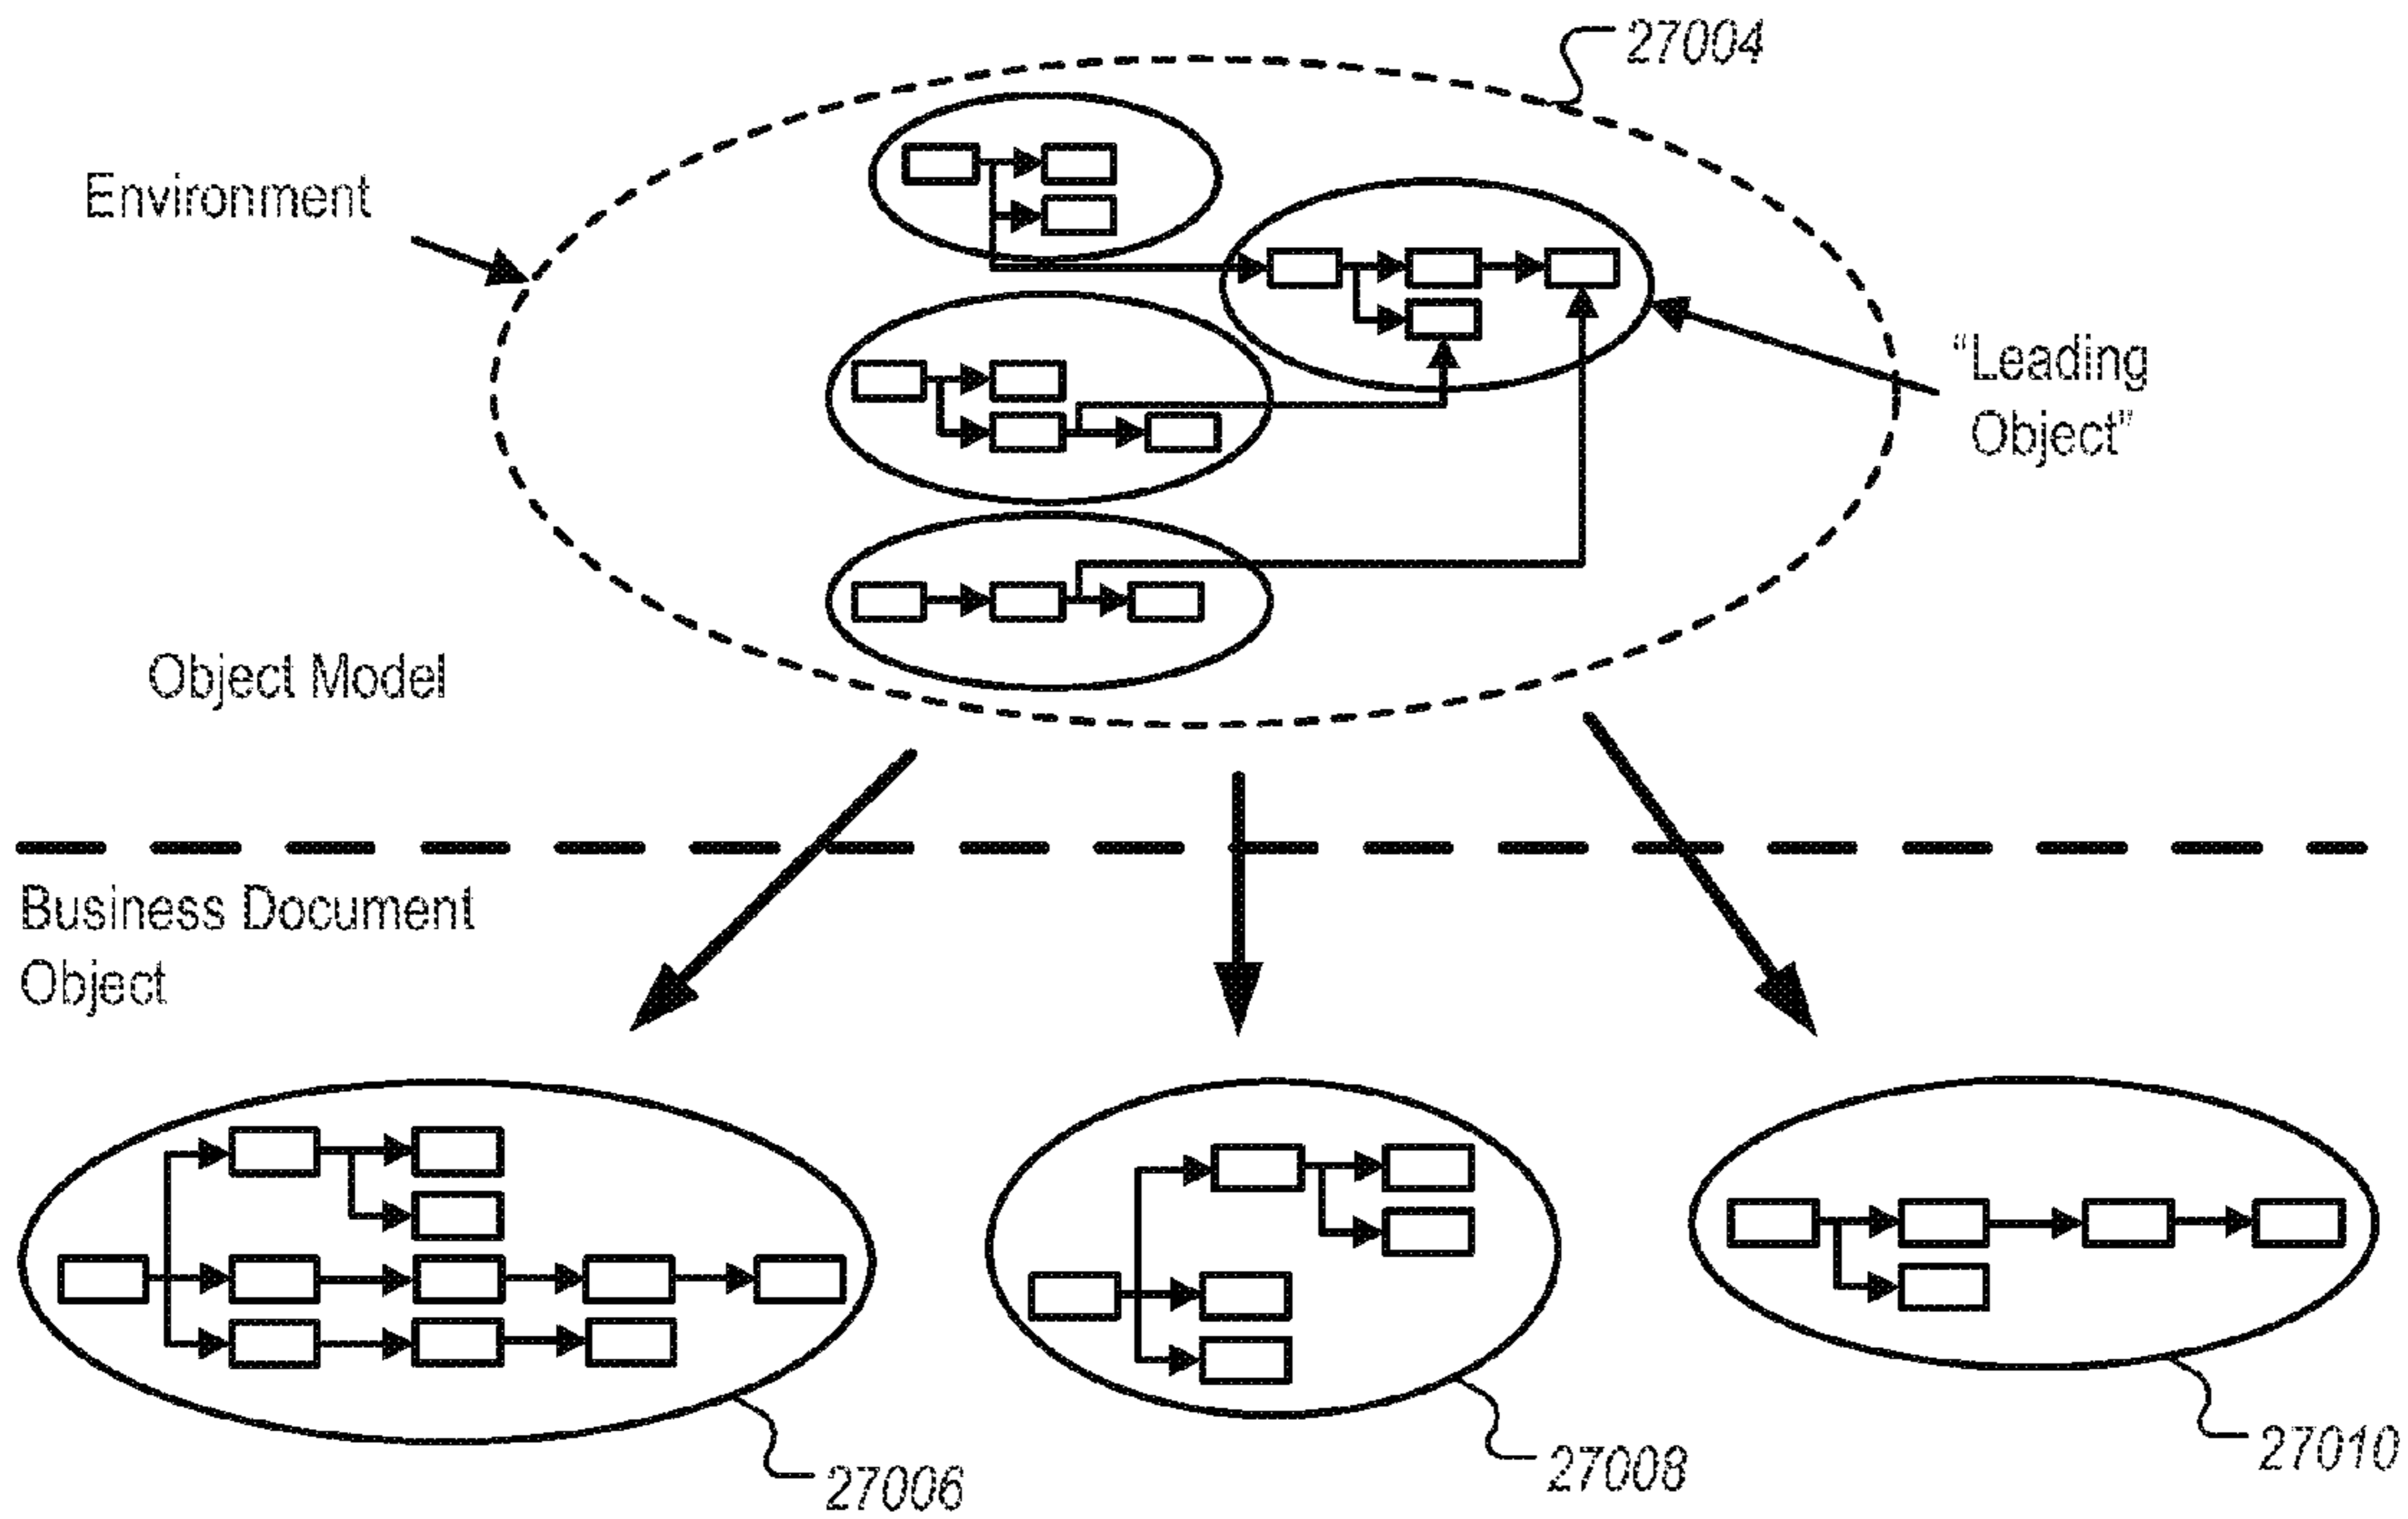 27004
Environment
“Leading
Object”
Object Model
Business Document
Object
27006
27008
27010